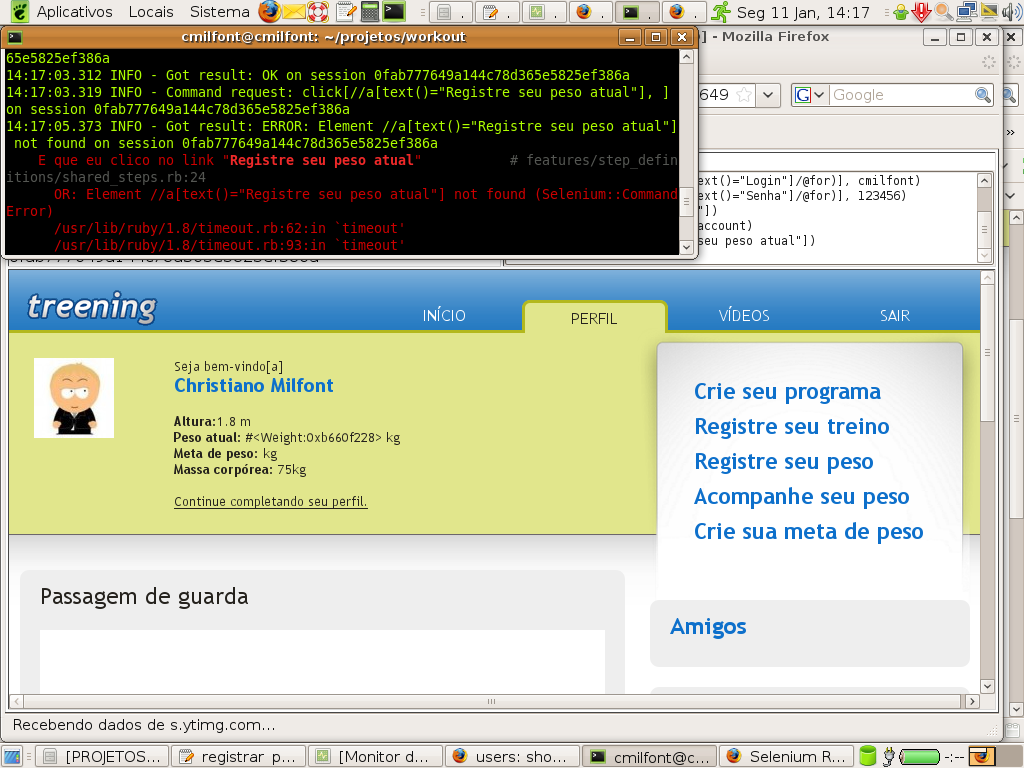 Aplicativos Locais Sistema Seg 11 Jan, 14:17
cmilfont@cmilfont: ~/projetos/workout
] - Mozilla Firefox
65e5825ef386a
14:17:03.312 INFO - Got result: OK on session 0fab777649a144c78d365e5825ef386a
14:17:03.319 INFO - Command request: click[//a[text()="Registre seu peso atual"], ]
on session 0fab777649a144c78d365e5825ef386a
14:17:05.373 INFO - Got result: ERROR: Element //a[text()="Registre seu peso atual"]
not found on session 0fab777649a144c78d365e5825ef386a
E que eu clico no link "Registre seu peso atual" # features/step_defin
itions/shared_steps.rb:24
OR: Element //a[text()="Registre seu peso atual"] not found (Selenium::Command
Error)
/usr/lib/ruby/1.8/timeout.rb:62:in `timeout'
/usr/lib/ruby/1.8/timeout.rb:93:in `timeout'
649
Google
ext()="Login"]/@for)], cmilfont)
ext()="Senha"]/@for)], 123456)
"])
account)
seu peso atual"])
treening
INÍCIO PERFIL VÍDEOS SAIR
Seja bem-vindo[a]
Christiano Milfont
Altura:1.8 m
Peso atual: #<Weight:0xb660f228> kg
Meta de peso: kg
Massa corpórea: 75kg
Continue completando seu perfil.
Crie seu programa
Registre seu treino
Registre seu peso
Acompanhe seu peso
Crie sua meta de peso
Passagem de guarda
Amigos
Recebendo dados de s.ytimg.com...
[PROJETOS... registrar p... [Monitor d... users: sho... cmilfont@c... Selenium R... -:--